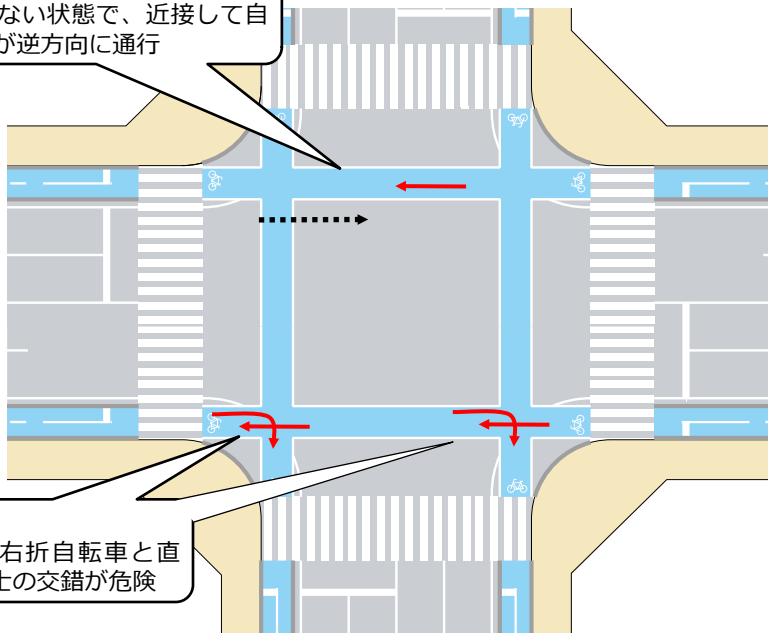 ない状態で、近接して自
が逆方向に通行
右折自転車と直
士の交錯が危険